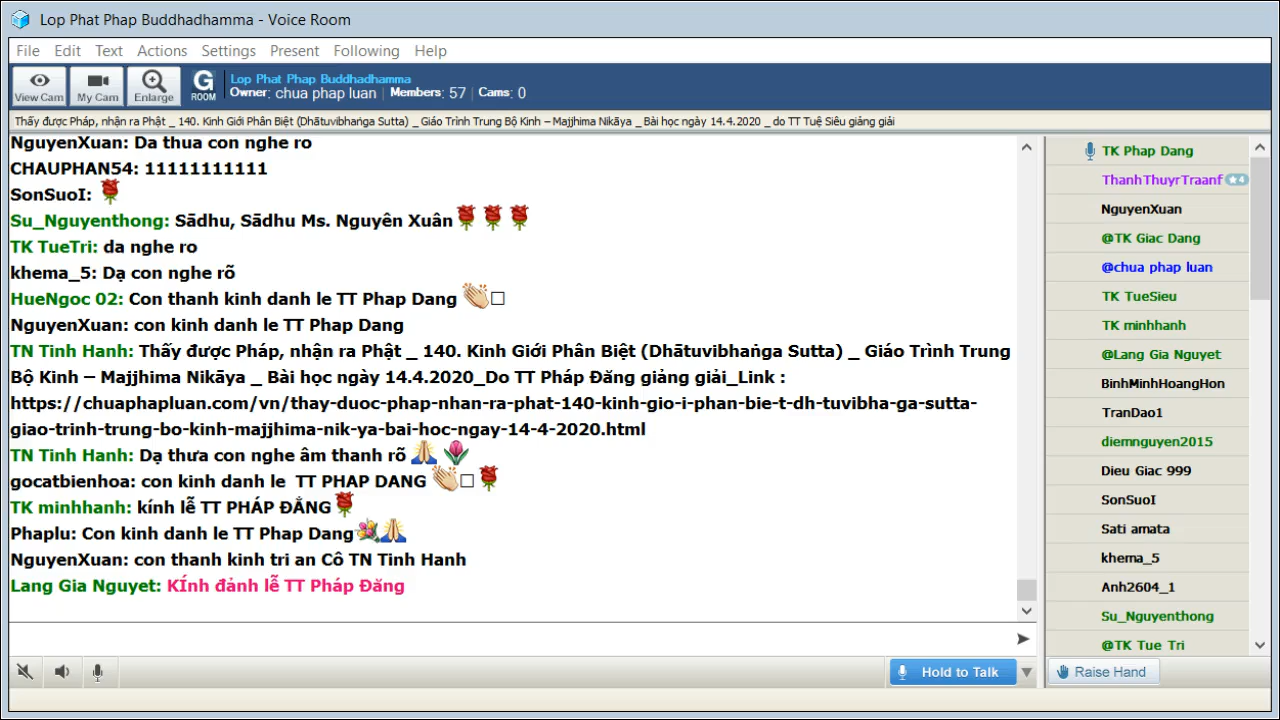 Lop Phat Phap Buddhadhamma - Voice Room
File Edit Text Actions Settings Present Following Help
View Cam My Cam Enlarge G ROOM
Lop Phat Phap Buddhadhamma
Owner: chua phap luan | Members: 57 | Cams: 0
Thấy được Pháp, nhận ra Phật _ 140. Kinh Giới Phân Biệt (Dhātuvibhaṅga Sutta) _ Giáo Trình Trung Bộ Kinh – Majjhima Nikāya _ Bài học ngày 14.4.2020 _ do TT Tuệ Siêu giảng giải
NguyenXuan: Da thua con nghe ro
CHAUPHAN54: 11111111111
SonSuoI:
Su_Nguyenthong: Sādhu, Sādhu Ms. Nguyên Xuân
TK TueTri: da nghe ro
khema_5: Dạ con nghe rõ
HueNgoc 02: Con thanh kinh danh le TT Phap Dang
NguyenXuan: con kinh danh le TT Phap Dang
TN Tinh Hanh: Thấy được Pháp, nhận ra Phật _ 140. Kinh Giới Phân Biệt (Dhātuvibhaṅga Sutta) _ Giáo Trình Trung
Bộ Kinh – Majjhima Nikāya _ Bài học ngày 14.4.2020_Do TT Pháp Đăng giảng giải_Link :
https://chuaphapluan.com/vn/thay-duoc-phap-nhan-ra-phat-140-kinh-gio-i-phan-bie-t-dh-tuvibha-ga-sutta-
giao-trinh-trung-bo-kinh-majjhima-nik-ya-bai-hoc-ngay-14-4-2020.html
TN Tinh Hanh: Dạ thưa con nghe âm thanh rõ
gocatbienhoa: con kinh danh le TT PHAP DANG
TK minhhanh: kính lễ TT PHÁP ĐẲNG
Phaplu: Con kinh danh le TT Phap Dang
NguyenXuan: con thanh kinh tri an Cô TN Tinh Hanh
Lang Gia Nguyet: KÍnh đảnh lễ TT Pháp Đăng
Hold to Talk
TK Phap Dang
ThanhThuyrTraanf 4
NguyenXuan
@TK Giac Dang
@chua phap luan
TK TueSieu
TK minhhanh
@Lang Gia Nguyet
BinhMinhHoangHon
TranDao1
diemnguyen2015
Dieu Giac 999
SonSuoI
Sati amata
khema_5
Anh2604_1
Su_Nguyenthong
@TK Tue Tri
Raise Hand